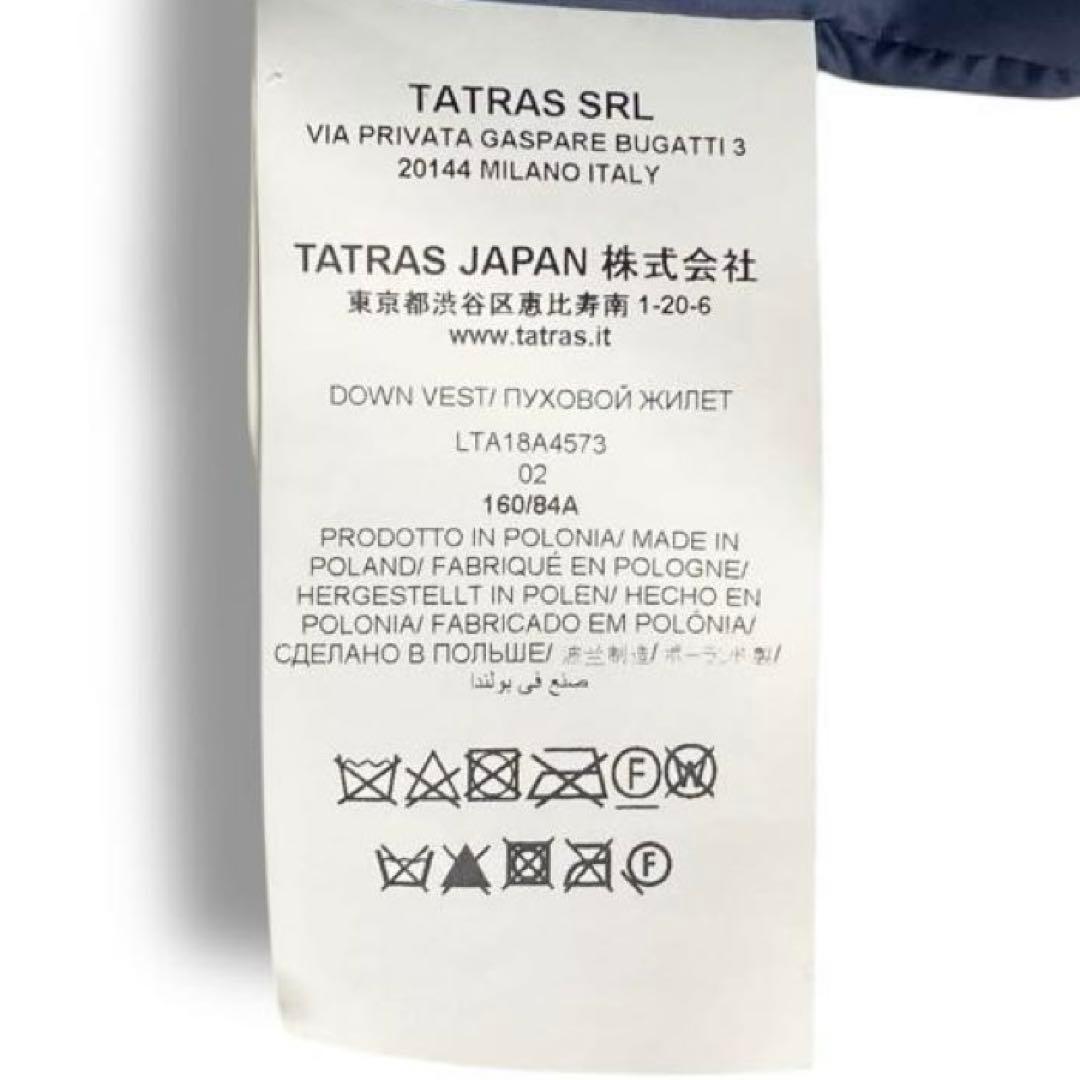 TATRAS SRL
VIA PRIVATA GASPARE BUGATTI 3
20144 MILANO ITALY
TATRAS JAPAN 株式会社
東京都渋谷区恵比寿南 1-20-6
www.tatras.it
DOWN VEST/ ПУХОВОЙ ЖИЛЕТ
LTA18A4573
02
160/84A
PRODOTTO IN POLONIA/ MADE IN
POLAND/ FABRIQUÉ EN POLOGNE/
HERGESTELLT IN POLEN/ HECHO EN
POLONIA/ FABRICADO EM POLÔNIA/
СДЕЛАНО В ПОЛЬШЕ/ 波兰制造/ ポーランド製/
صنع في بولندا
F W
F